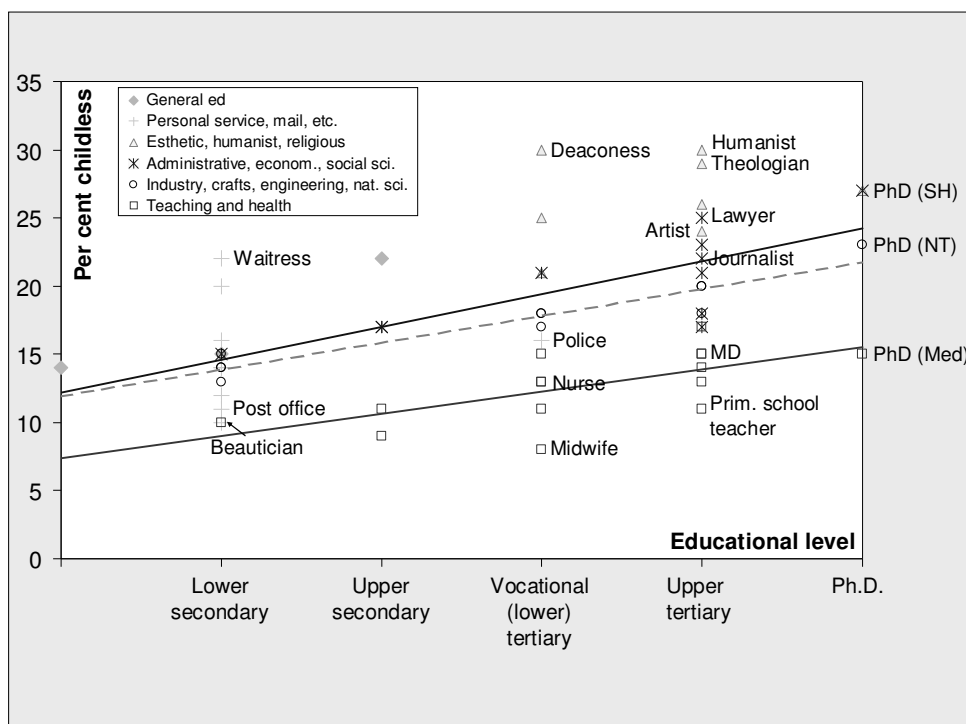 Per cent childless
35
30
25
20
15
10
5
0
General ed
Personal service, mail, etc.
Esthetic, humanist, religious
Administrative, econom., social sci.
Industry, crafts, engineering, nat. sci.
Teaching and health
Waitress
Post office
Beautician
Deaconess
Police
Nurse
Midwife
Humanist
Theologian
Lawyer
Artist
Journalist
MD
Prim. school
teacher
PhD (SH)
PhD (NT)
PhD (Med)
Educational level
Lower
secondary
Upper
secondary
Vocational
(lower)
tertiary
Upper
tertiary
Ph.D.